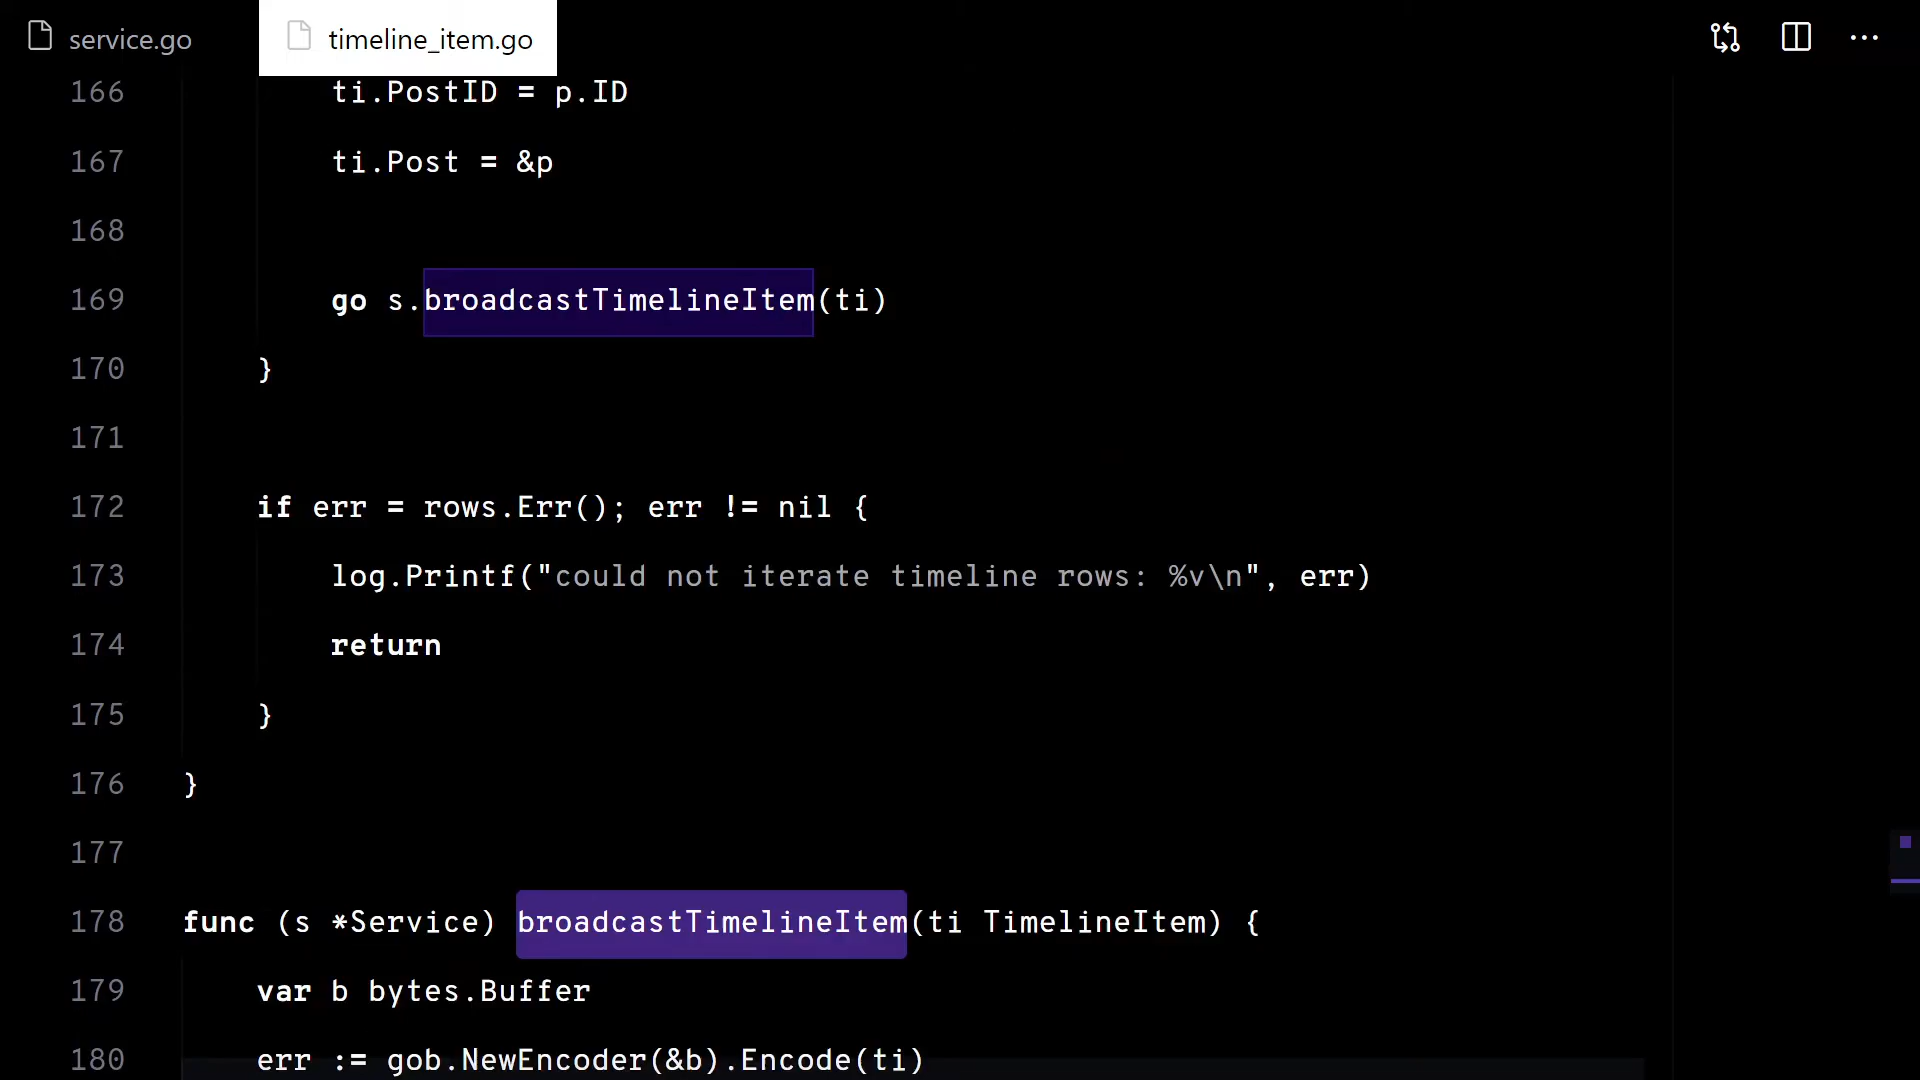 service.go
timeline_item.go
166 ti.PostID = p.ID
167 ti.Post = &p
168
169 go s.broadcastTimelineItem(ti)
170 }
171
172 if err = rows.Err(); err != nil {
173 log.Printf("could not iterate timeline rows: %v\n", err)
174 return
175 }
176 }
177
178 func (s *Service) broadcastTimelineItem(ti TimelineItem) {
179 var b bytes.Buffer
180 err := gob.NewEncoder(&b).Encode(ti)